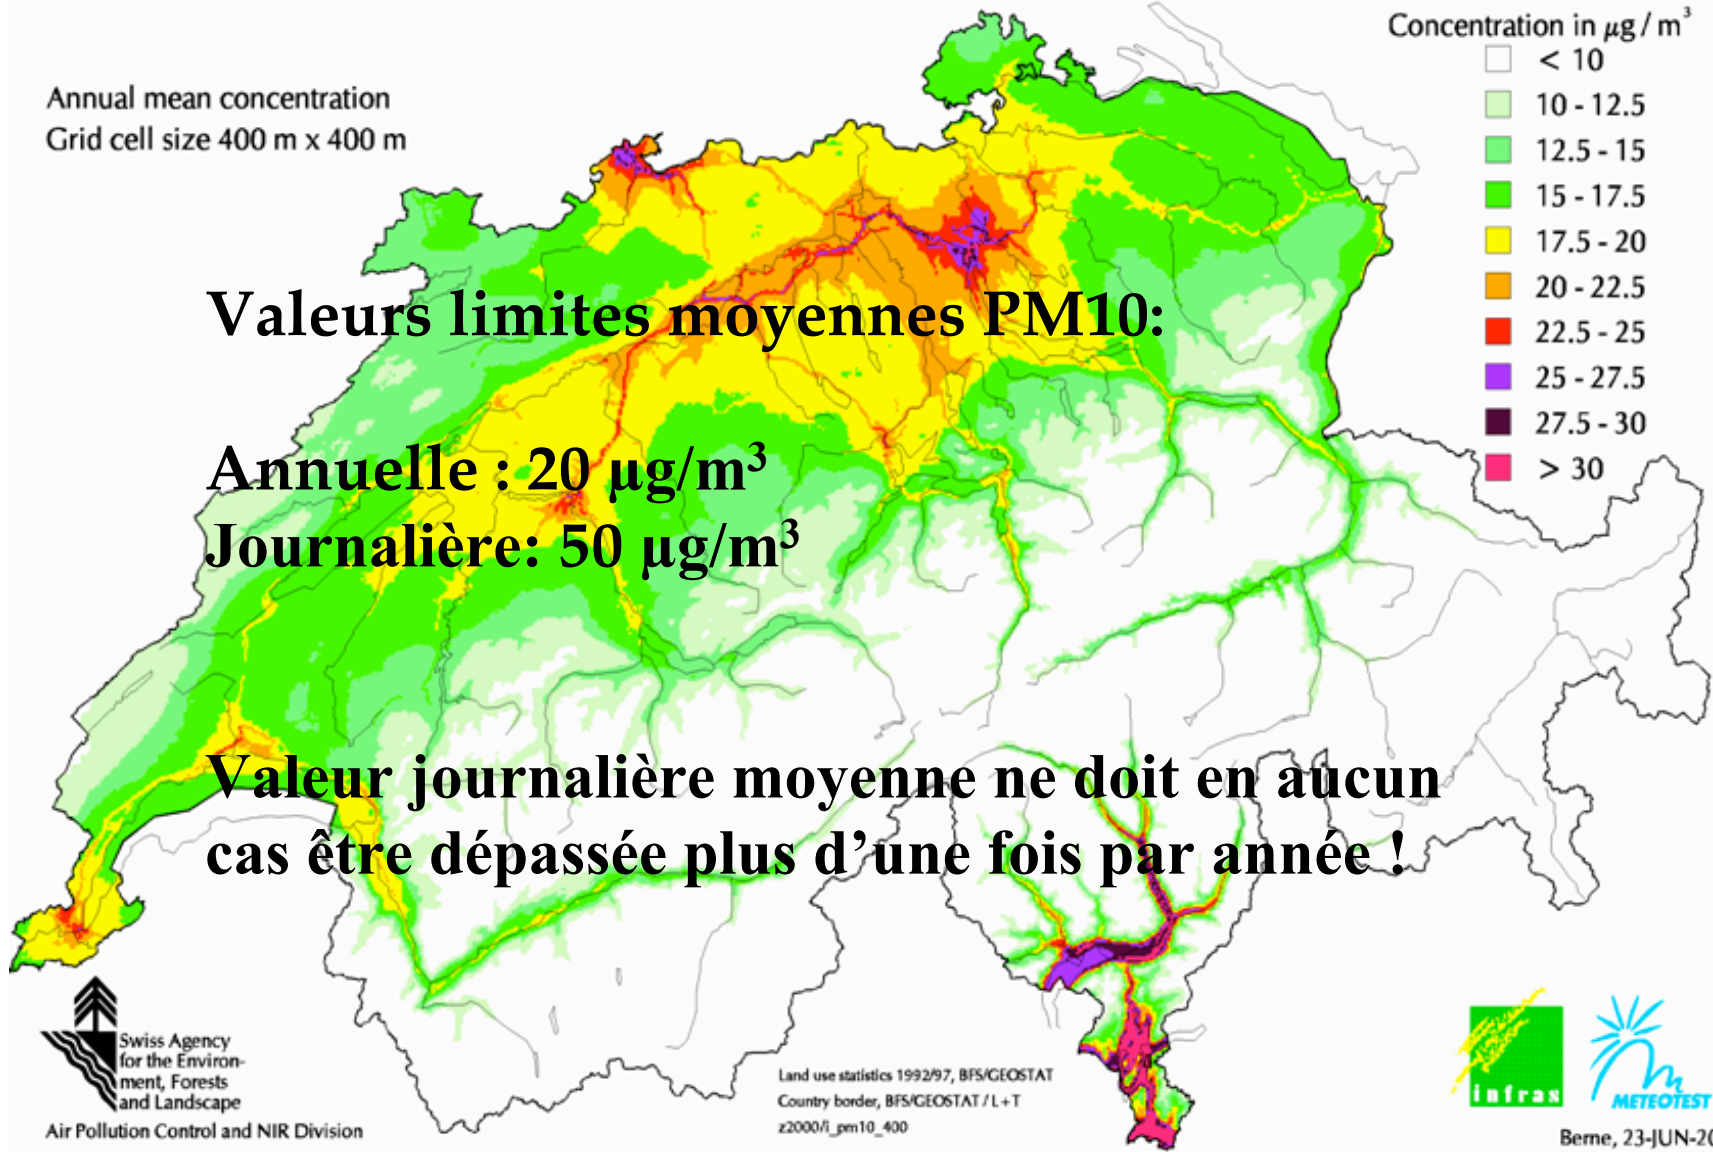 Annual mean concentration
Grid cell size 400 m x 400 m
Concentration in µg / m³
< 10
10 - 12.5
12.5 - 15
15 - 17.5
17.5 - 20
20 - 22.5
22.5 - 25
25 - 27.5
27.5 - 30
> 30
Valeurs limites moyennes PM10:
Annuelle : 20 µg/m³
Journalière: 50 µg/m³
Valeur journalière moyenne ne doit en aucun
cas être dépassée plus d’une fois par année !
Swiss Agency
for the Environ-
ment, Forests
and Landscape
Air Pollution Control and NIR Division
Land use statistics 1992/97, BFS/GEOSTAT
Country border, BFS/GEOSTAT / L+T
z2000/i_pm10_400
infras
METEOTEST
Berne, 23-JUN-20